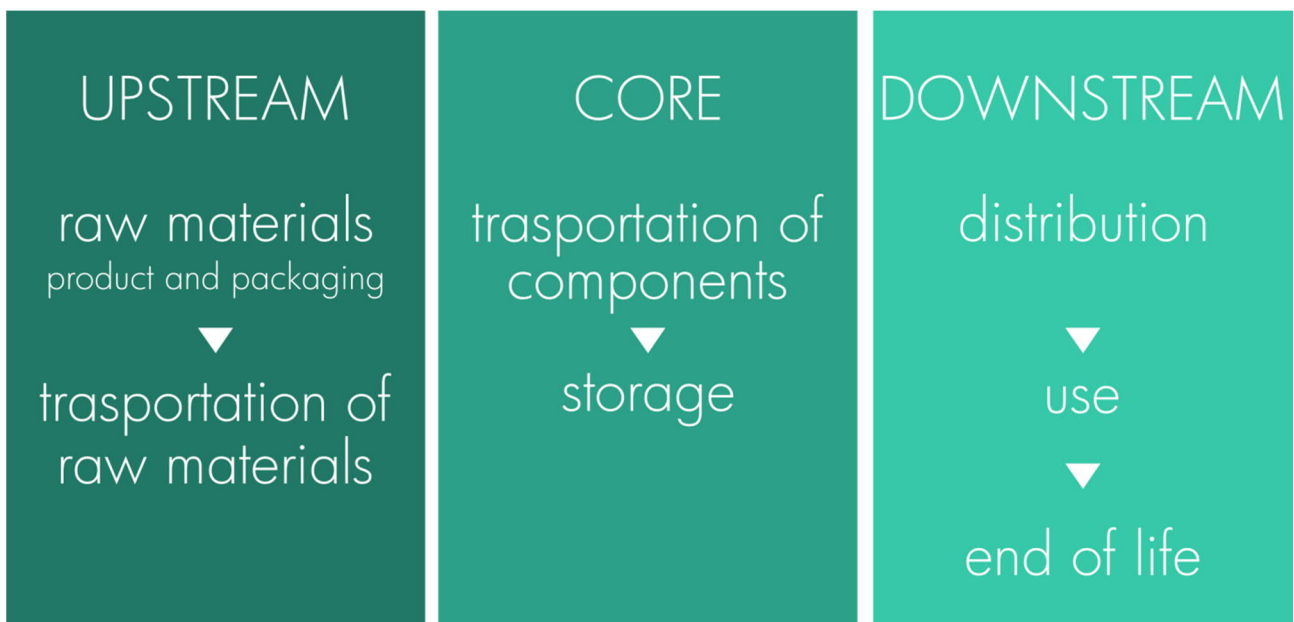 UPSTREAM
raw materials
product and packaging
trasportation of
raw materials
CORE
trasportation of
components
storage
DOWNSTREAM
distribution
use
end of life